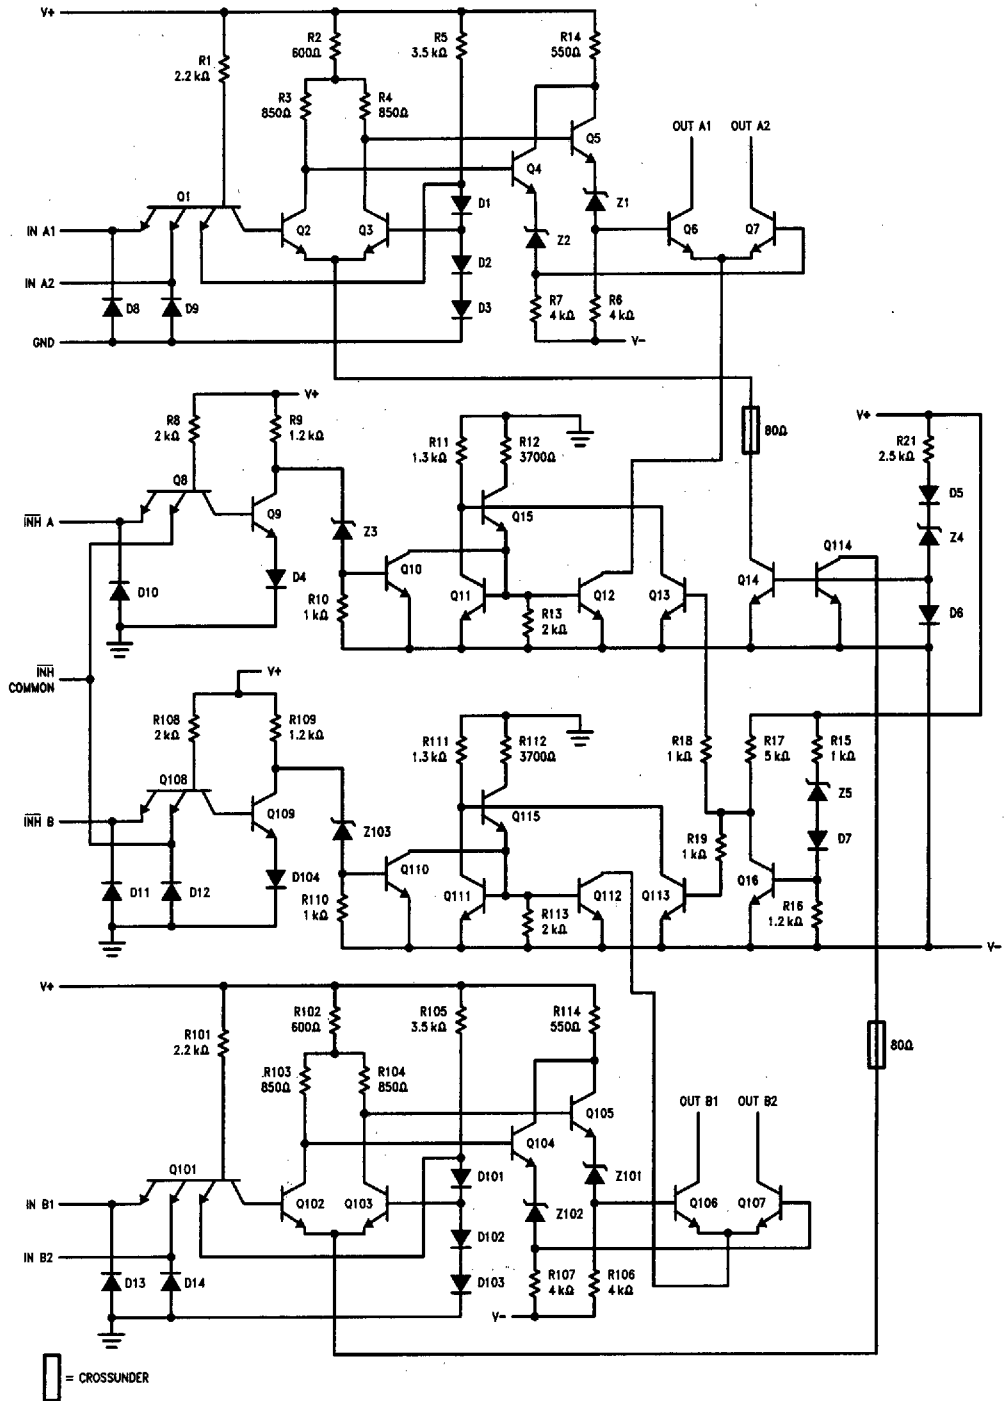 V+
R1
2.2 kΩ
R2
600Ω
R5
3.5 kΩ
R14
550Ω
R3
850Ω
R4
850Ω
OUT A1 OUT A2
Q5
Q4
Q1
D1
Z1
IN A1
Q2 Q3
Z2
Q6 Q7
D2
IN A2
D8 D9
D3
R7
4 kΩ
R6
4 kΩ
GND
V-
V+
R8
2 kΩ
R9
1.2 kΩ
R11
1.3 kΩ
R12
3700Ω
80Ω
V+
R21
2.5 kΩ
Q8
D5
INH A
Q9
Z3
Q15
Z4
Q114
D10
D4
Q10
R10
1 kΩ
Q11
R13
2 kΩ
Q12
Q13
Q14
D6
INH
COMMON
V+
R108
2 kΩ
R109
1.2 kΩ
R111
1.3 kΩ
R112
3700Ω
R18
1 kΩ
R17
5 kΩ
R15
1 kΩ
Q108
Z5
INH B
Q109
Z103
Q115
R19
1 kΩ
D7
D11 D12
D104
Q110
R110
1 kΩ
Q111
R113
2 kΩ
Q112
Q113
Q16
R16
1.2 kΩ
V-
V+
R101
2.2 kΩ
R102
600Ω
R105
3.5 kΩ
R114
550Ω
80Ω
R103
850Ω
R104
850Ω
OUT B1 OUT B2
Q105
Q104
Q101
D101
Z101
IN B1
Q102 Q103
Z102
Q106 Q107
D102
IN B2
D13 D14
D103
R107
4 kΩ
R106
4 kΩ
V-
= CROSSUNDER